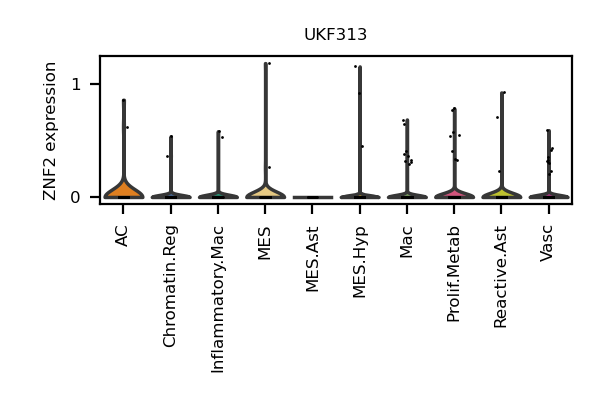 UKF313
ZNF2 expression
1
0
AC
Chromatin.Reg
Inflammatory.Mac
MES
MES.Ast
MES.Hyp
Mac
Prolif.Metab
Reactive.Ast
Vasc